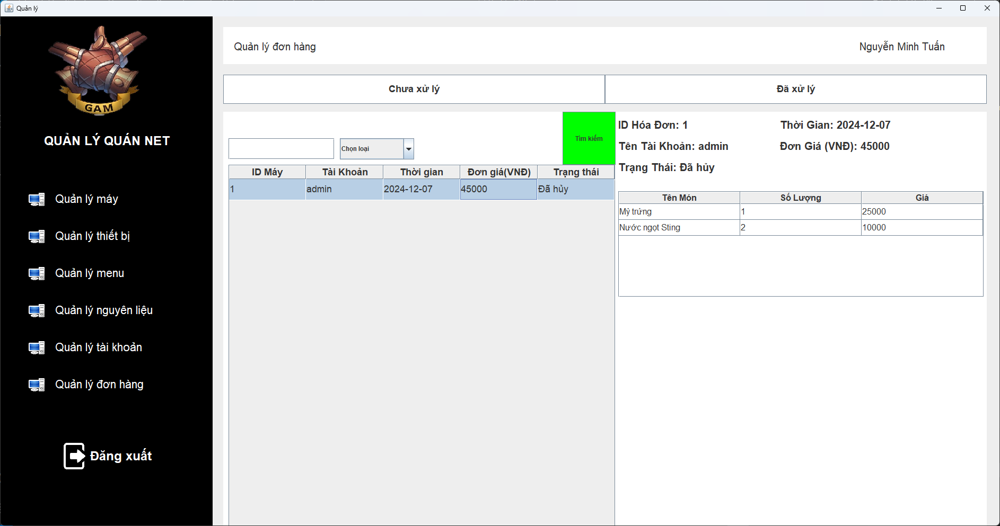 Quản lý
GAM
QUẢN LÝ QUÁN NET
Quản lý máy
Quản lý thiết bị
Quản lý menu
Quản lý nguyên liệu
Quản lý tài khoản
Quản lý đơn hàng
Đăng xuất
Quản lý đơn hàng Nguyễn Minh Tuấn
Chưa xử lý Đã xử lý
Chọn loại Tìm kiếm
ID Máy Tài Khoản Thời gian Đơn giá(VNĐ) Trạng thái
1 admin 2024-12-07 45000 Đã hủy
ID Hóa Đơn: 1 Thời Gian: 2024-12-07
Tên Tài Khoản: admin Đơn Giá (VNĐ): 45000
Trạng Thái: Đã hủy
Tên Món Số Lượng Giá
Mỳ trứng 1 25000
Nước ngọt Sting 2 10000